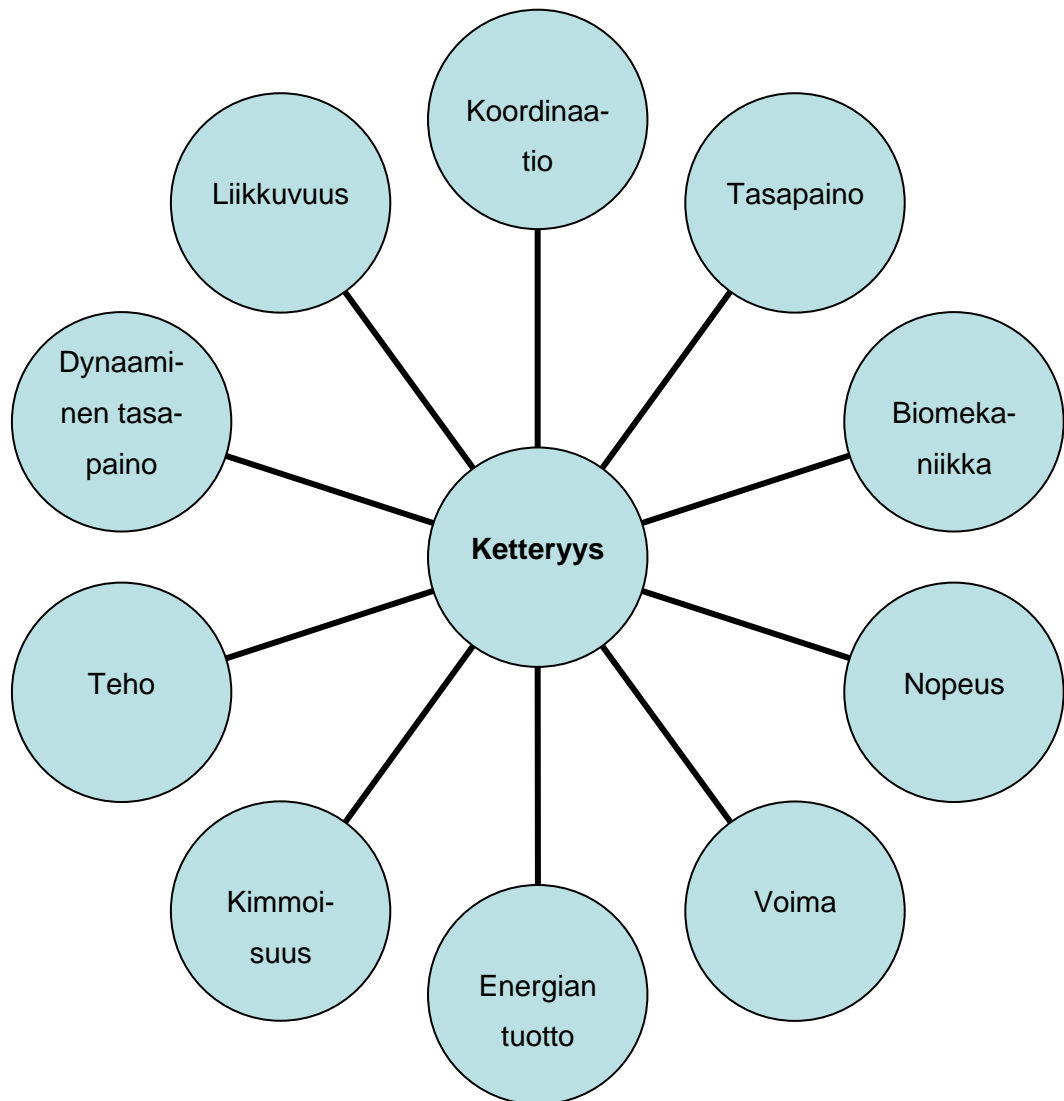 Koordinaa-
tio
Liikkuvuus
Tasapaino
Dynaami-
nen tasa-
paino
Biomeka-
niikka
Ketteryys
Teho
Nopeus
Kimmoi-
suus
Voima
Energian
tuotto